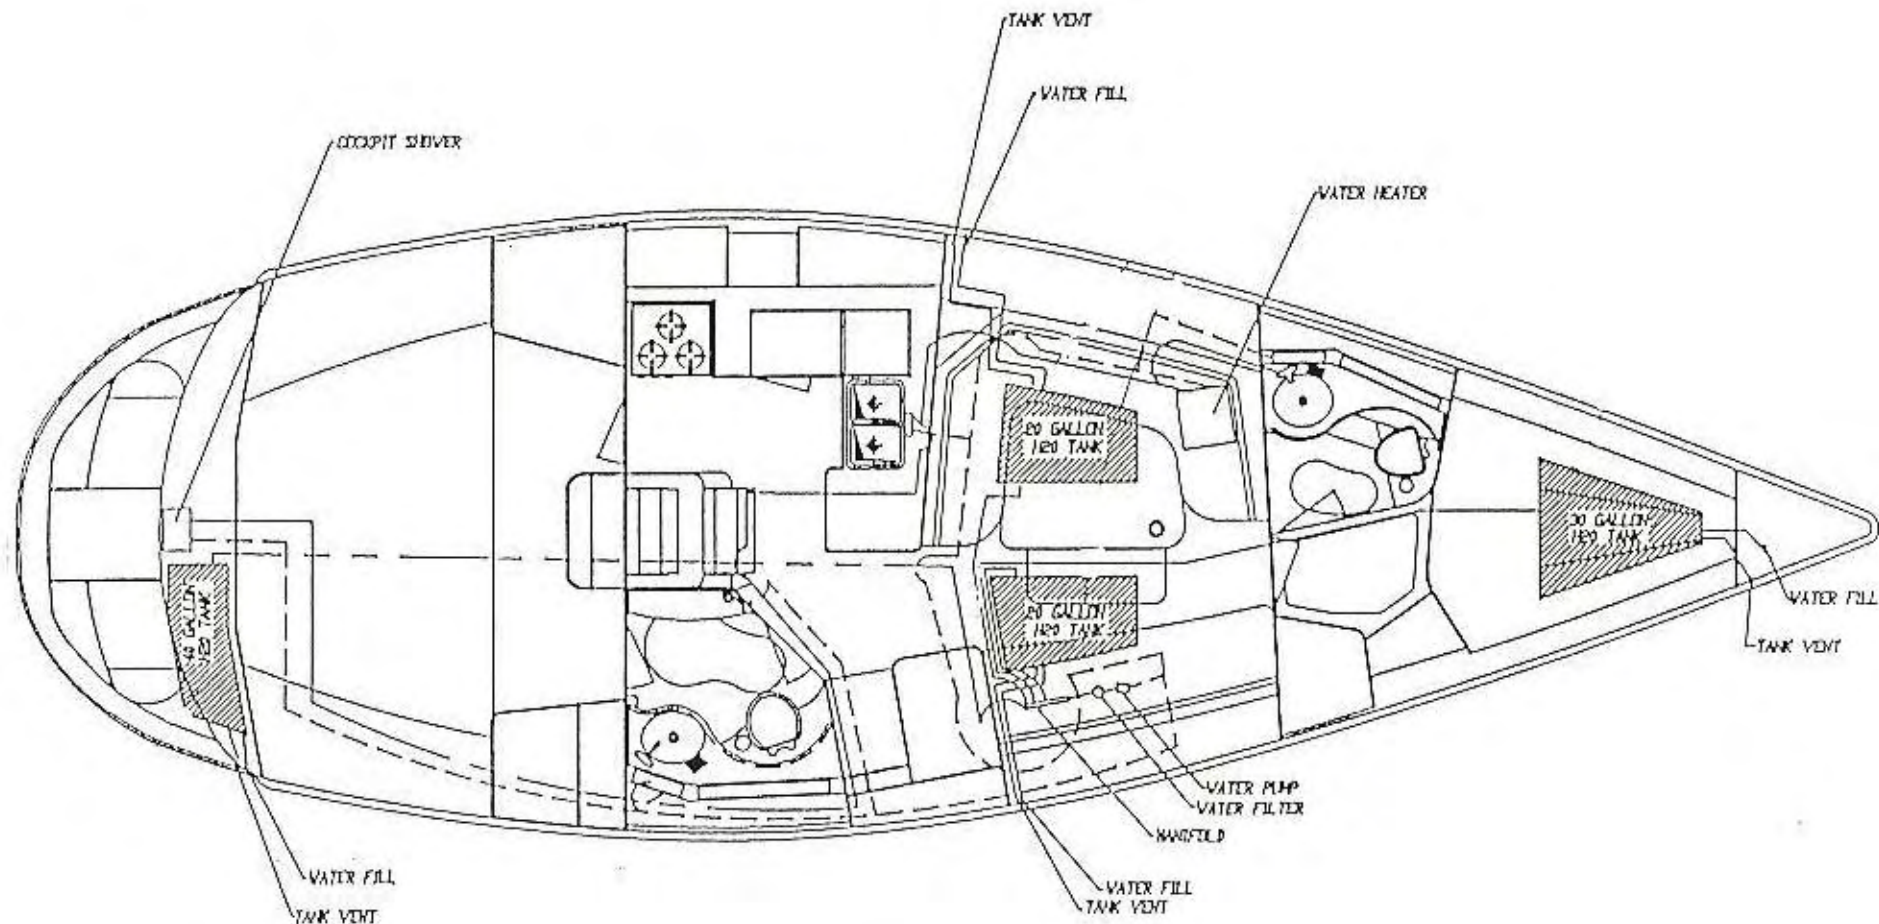 TANK VENT
WATER FILL
COCKPIT SHOWER
WATER HEATER
20 GALLON
H20 TANK
30 GALLON
H20 TANK
40 GALLON
H20 TANK
20 GALLON
H20 TANK
WATER FILL
TANK VENT
WATER PUMP
WATER FILTER
MANIFOLD
WATER FILL
TANK VENT
WATER FILL
TANK VENT